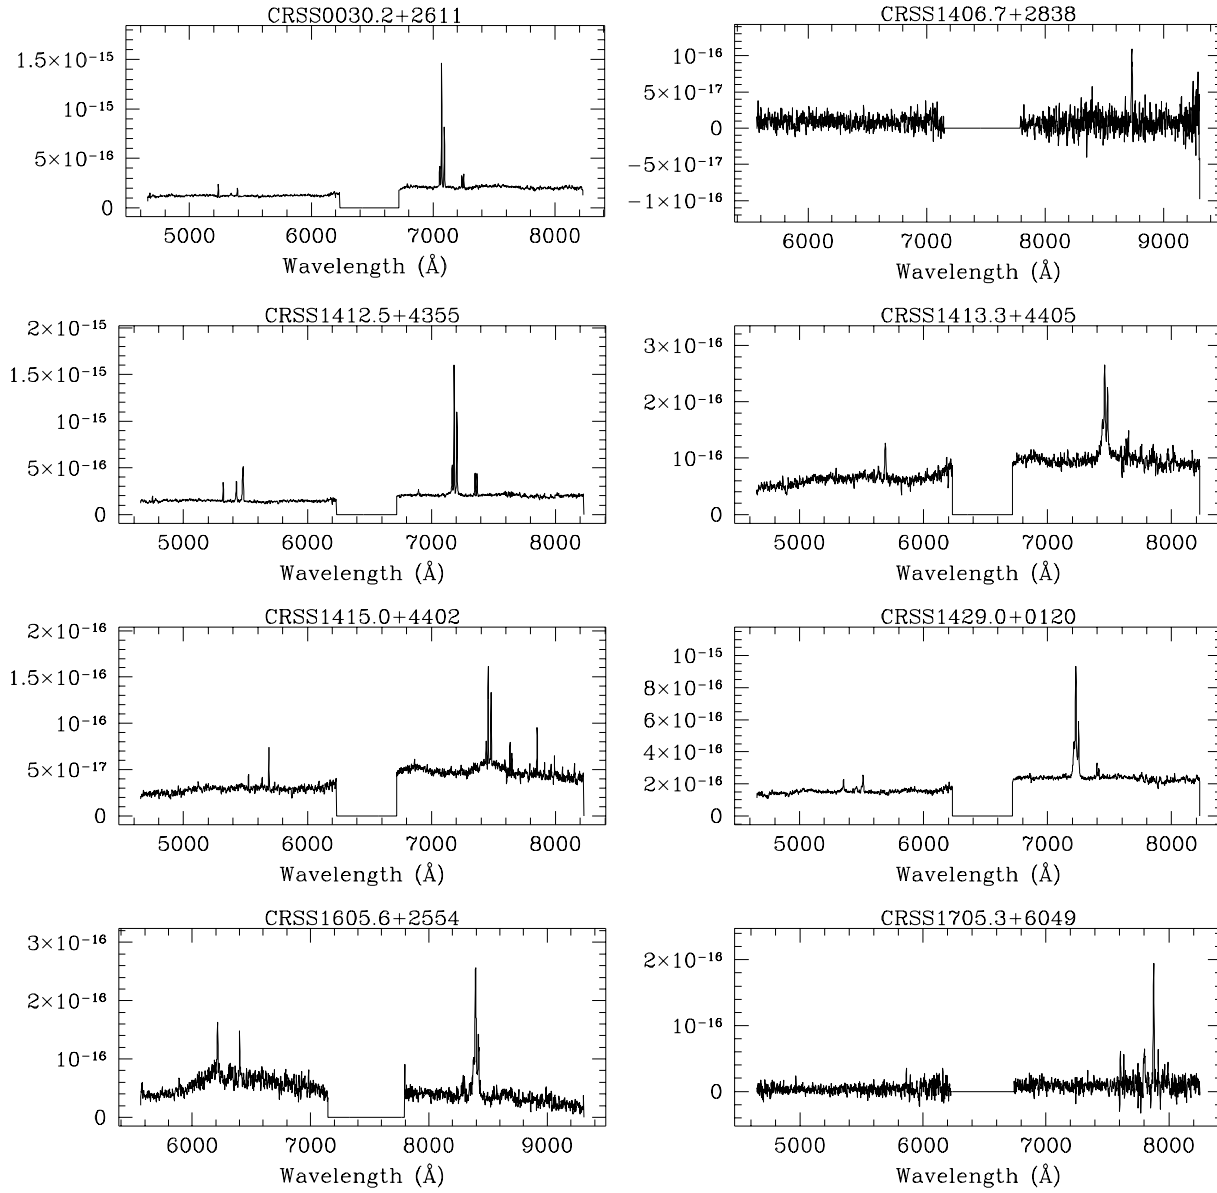 CRSS0030.2+2611
1.5×10⁻¹⁵
10⁻¹⁵
5×10⁻¹⁶
0
5000 6000 7000 8000
Wavelength (Å)
CRSS1406.7+2838
10⁻¹⁶
5×10⁻¹⁷
0
−5×10⁻¹⁷
−1×10⁻¹⁶
6000 7000 8000 9000
Wavelength (Å)
CRSS1412.5+4355
2×10⁻¹⁵
1.5×10⁻¹⁵
10⁻¹⁵
5×10⁻¹⁶
0
5000 6000 7000 8000
Wavelength (Å)
CRSS1413.3+4405
3×10⁻¹⁶
2×10⁻¹⁶
10⁻¹⁶
0
5000 6000 7000 8000
Wavelength (Å)
CRSS1415.0+4402
2×10⁻¹⁶
1.5×10⁻¹⁶
10⁻¹⁶
5×10⁻¹⁷
0
5000 6000 7000 8000
Wavelength (Å)
CRSS1429.0+0120
10⁻¹⁵
8×10⁻¹⁶
6×10⁻¹⁶
4×10⁻¹⁶
2×10⁻¹⁶
0
5000 6000 7000 8000
Wavelength (Å)
CRSS1605.6+2554
3×10⁻¹⁶
2×10⁻¹⁶
10⁻¹⁶
0
6000 7000 8000 9000
Wavelength (Å)
CRSS1705.3+6049
2×10⁻¹⁶
10⁻¹⁶
0
5000 6000 7000 8000
Wavelength (Å)